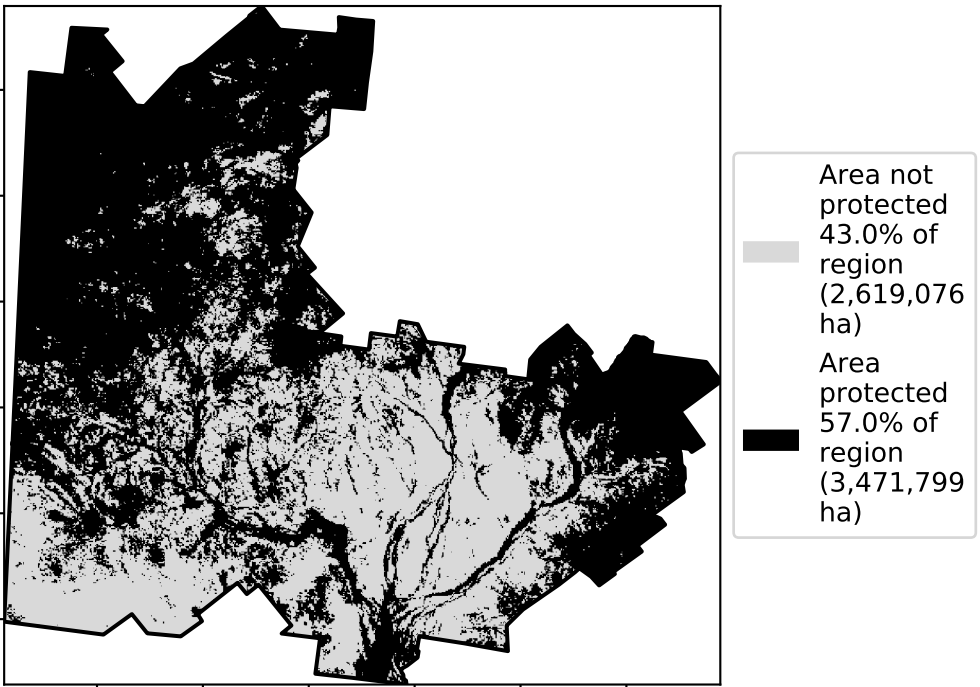 Area not
protected
43.0% of
region
(2,619,076
ha)
Area
protected
57.0% of
region
(3,471,799
ha)